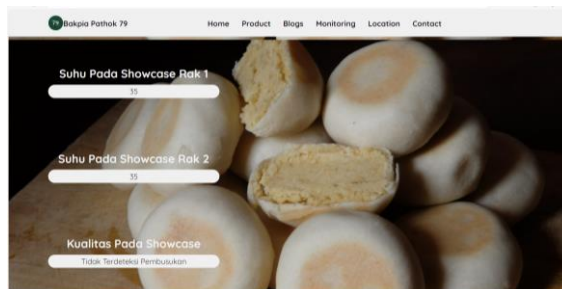 79 Bakpia Pathok 79 Home Product Blogs Monitoring Location Contact
Suhu Pada Showcase Rak 1
35
Suhu Pada Showcase Rak 2
35
Kualitas Pada Showcase
Tidak Terdeteksi Pembusukan